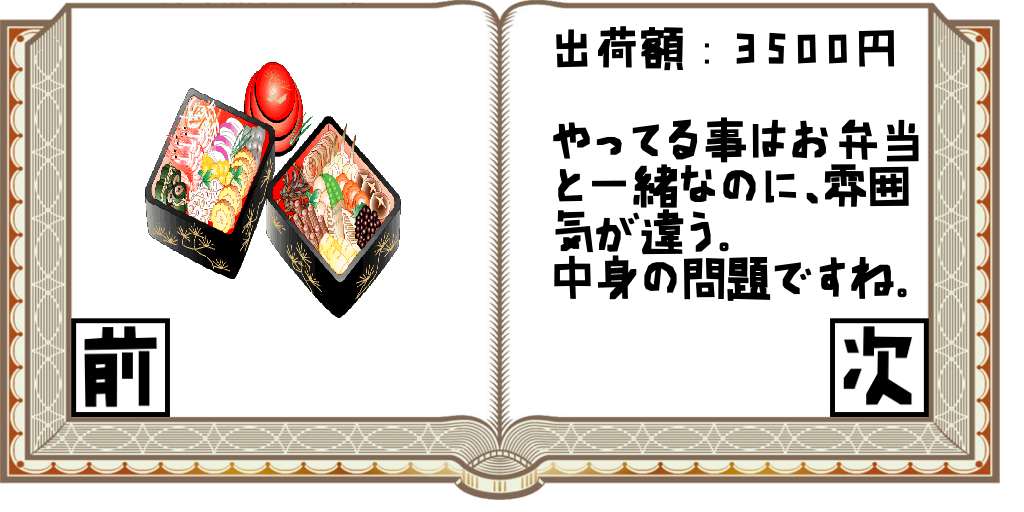 出荷額：3500円
やってる事はお弁当
と一緒なのに、雰囲
気が違う。
中身の問題ですね。
前
次